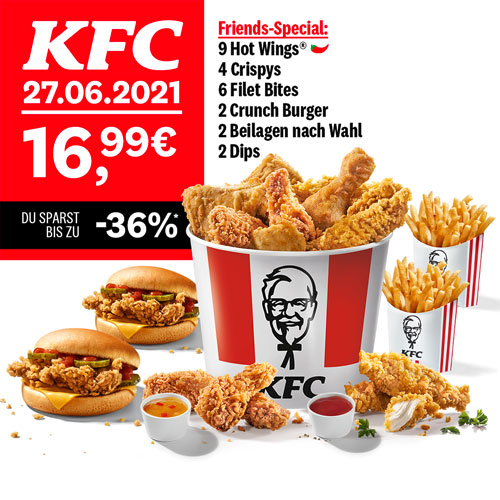 KFC
27.06.2021
16,99€
DU SPARST
BIS ZU
-36%*
Friends-Special:
9 Hot Wings®
4 Crispys
6 Filet Bites
2 Crunch Burger
2 Beilagen nach Wahl
2 Dips
KFC
KFC